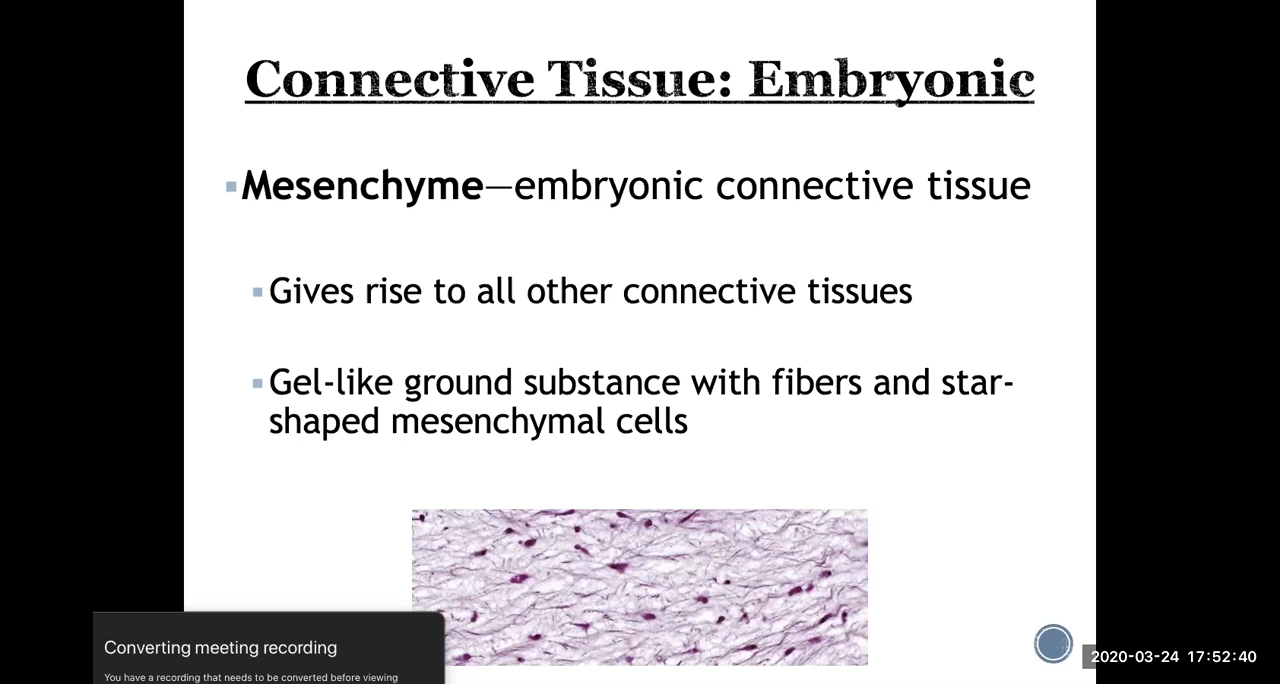 Connective Tissue: Embryonic
Mesenchyme—embryonic connective tissue
Gives rise to all other connective tissues
Gel-like ground substance with fibers and star-
shaped mesenchymal cells
Converting meeting recording
You have a recording that needs to be converted before viewing
2020-03-24 17:52:40